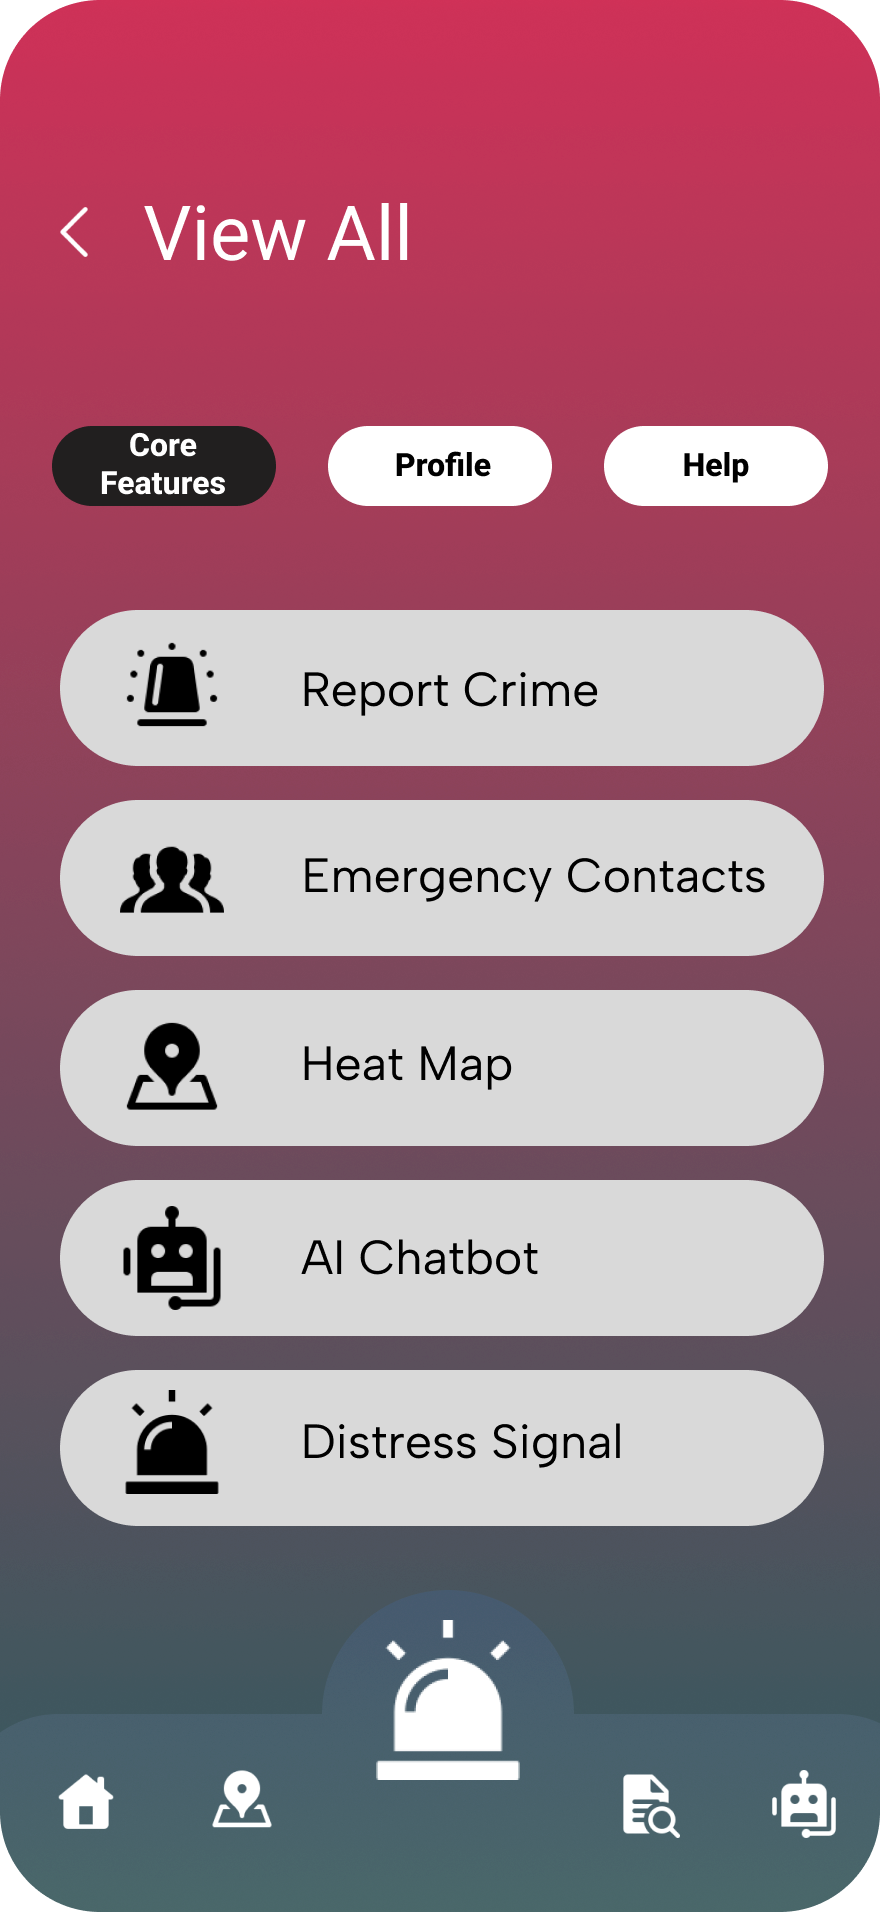 View All
Core
Features
Profile
Help
Report Crime
Emergency Contacts
Heat Map
AI Chatbot
Distress Signal